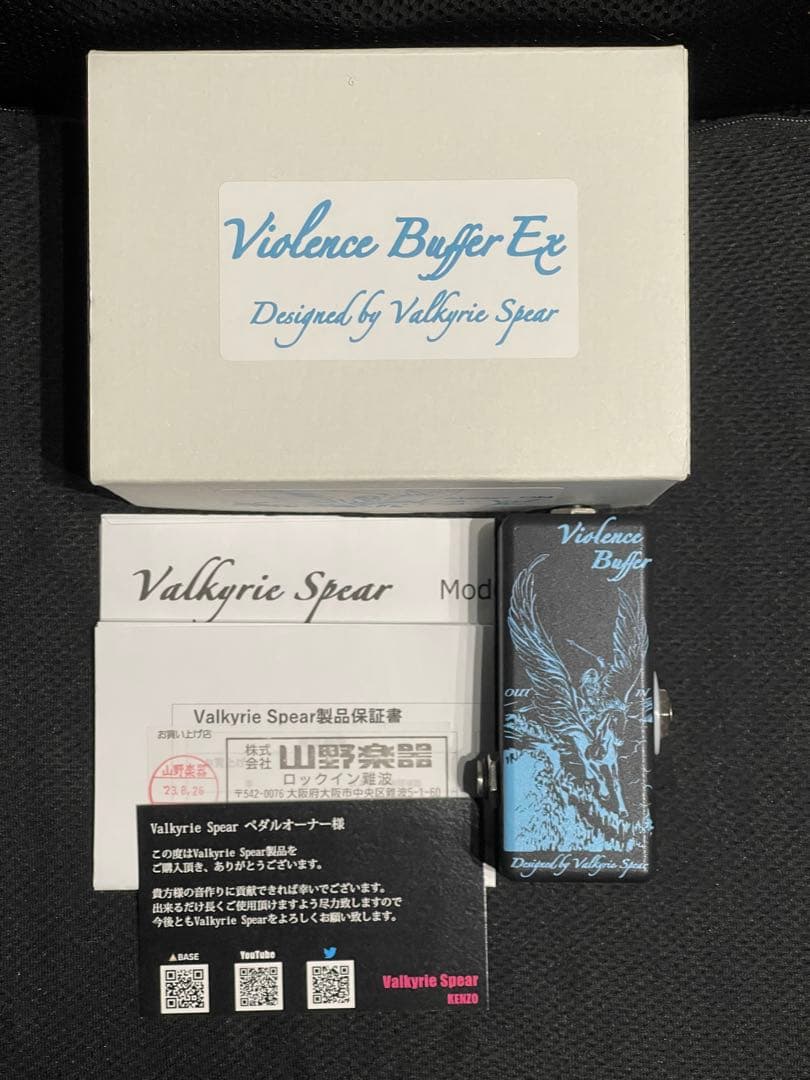 Violence Buffer Ex
Designed by Valkyrie Spear
Violence
Buffer
OUT
IN
Designed by Valkyrie Spear
Valkyrie Spear
Valkyrie Spear製品保証書
お買い上げ店
株式
会社
山野楽器
ロックイン難波
〒542-0076 大阪府大阪市中央区難波5-1-60
山野楽器
'23.8.26
Valkyrie Spear ペダルオーナー様
この度はValkyrie Spear製品を
ご購入頂き、ありがとうございます。
貴方様の音作りに貢献できれば幸いでございます。
出来るだけ長くご使用頂けますよう尽力致しますので
今後ともValkyrie Spearをよろしくお願い致します。
BASE
YouTube
Valkyrie Spear
KENZO